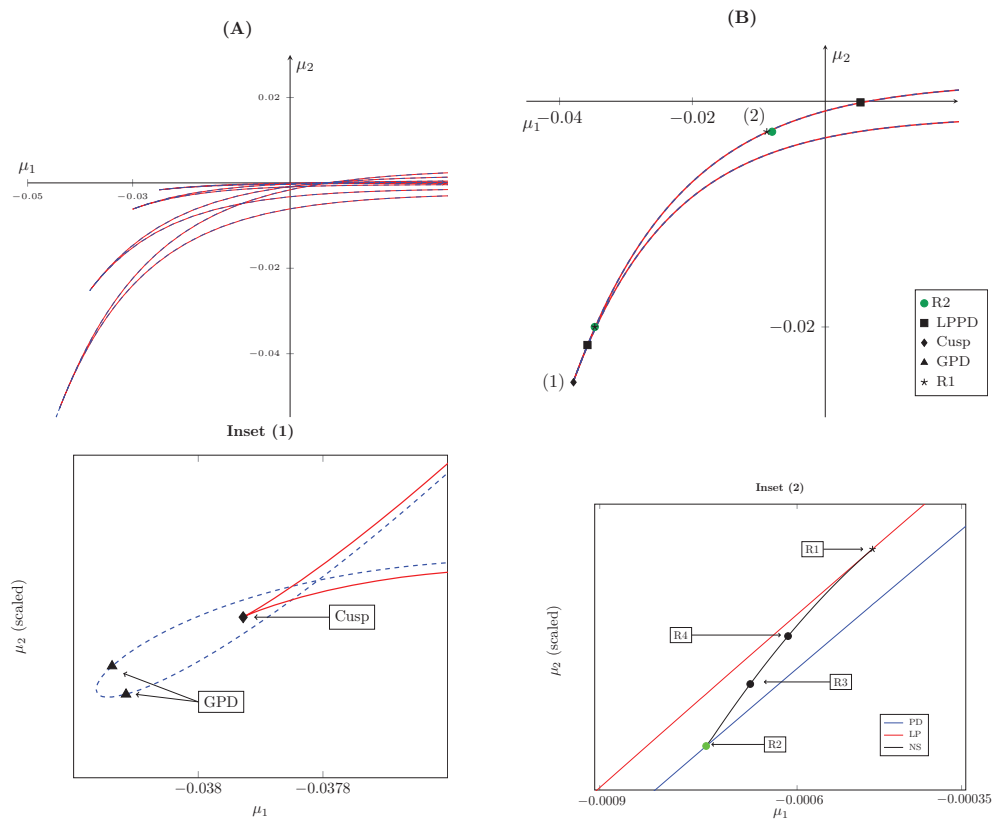 (A)
μ2
0.02
μ1
−0.05
−0.03
−0.02
−0.04
(B)
μ2
μ1
−0.04
−0.02
(2)
−0.02
(1)
R2
LPPD
Cusp
GPD
R1
Inset (1)
μ2 (scaled)
Cusp
GPD
−0.038
−0.0378
μ1
Inset (2)
μ2 (scaled)
R1
R4
R3
R2
PD
LP
NS
−0.0009
−0.0006
−0.00035
μ1